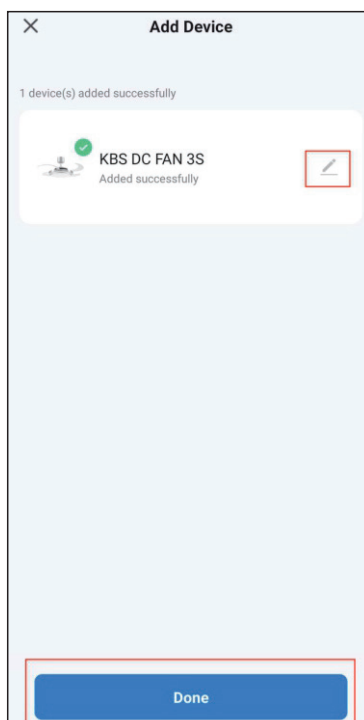 Add Device
1 device(s) added successfully
KBS DC FAN 3S
Added successfully
Done